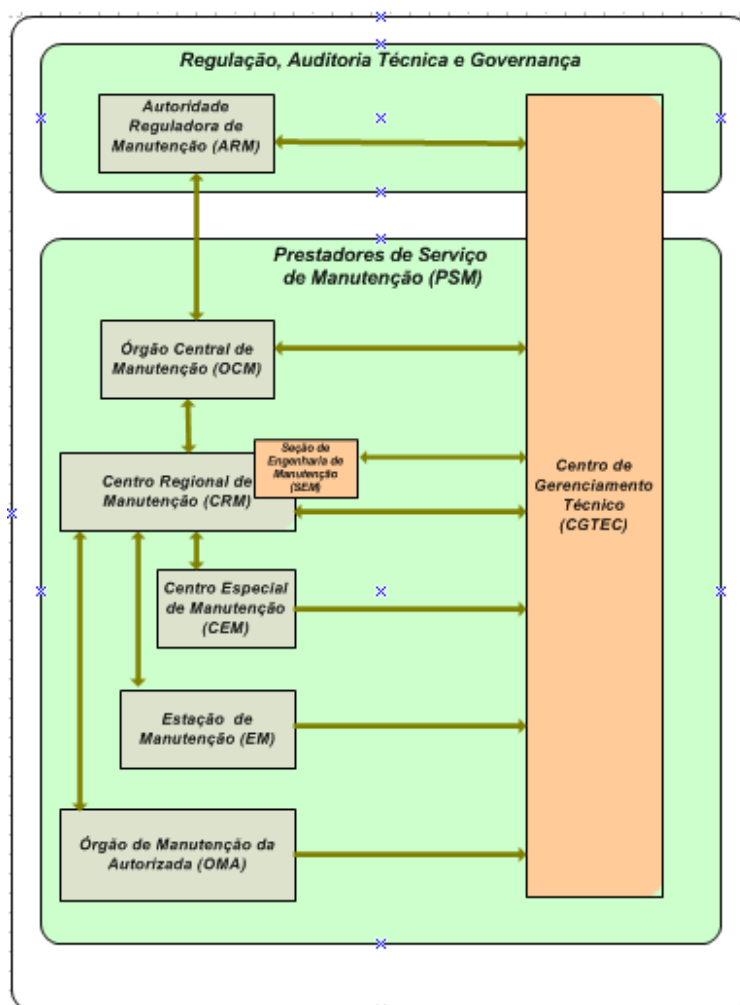 Regulação, Auditoria Técnica e Governança
Autoridade
Reguladora de
Manutenção (ARM)
Prestadores de Serviço
de Manutenção (PSM)
Órgão Central de
Manutenção (OCM)
Seção de
Engenharia de
Manutenção
(SEM)
Centro Regional de
Manutenção (CRM)
Centro de
Gerenciamento
Técnico
(CGTEC)
Centro Especial
de Manutenção
(CEM)
Estação de
Manutenção (EM)
Órgão de Manutenção da
Autorizada (OMA)